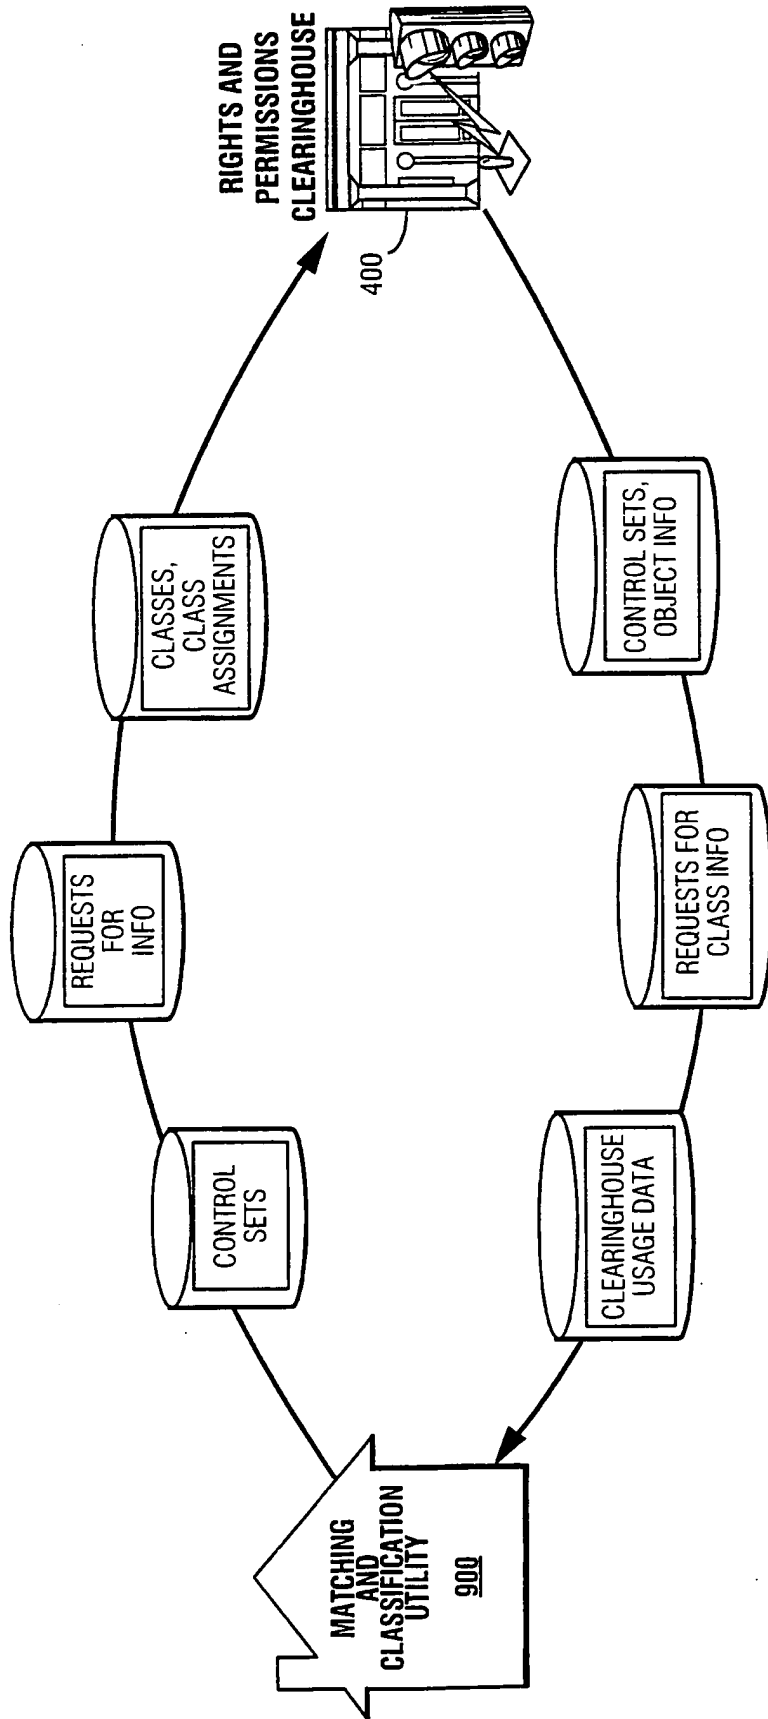 RIGHTS AND
PERMISSIONS
CLEARINGHOUSE
400
CLASSES,
CLASS
ASSIGNMENTS
REQUESTS
FOR
INFO
CONTROL
SETS
MATCHING
AND
CLASSIFICATION
UTILITY
900
CLEARINGHOUSE
USAGE DATA
REQUESTS FOR
CLASS INFO
CONTROL SETS,
OBJECT INFO